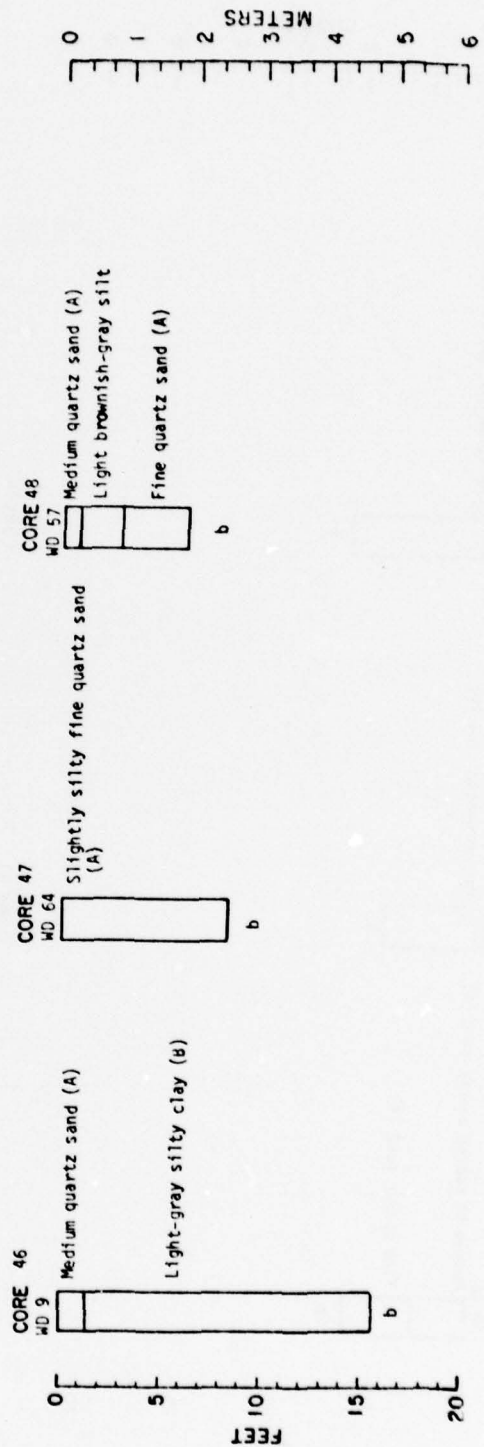 CORE 46
WD 9
Medium quartz sand (A)
Light-gray silty clay (B)
b
CORE 47
WD 64
Slightly silty fine quartz sand
(A)
b
CORE 48
WD 57
Medium quartz sand (A)
Light brownish-gray silt
Fine quartz sand (A)
b
FEET
0
5
10
15
20
METERS
0
1
2
3
4
5
6